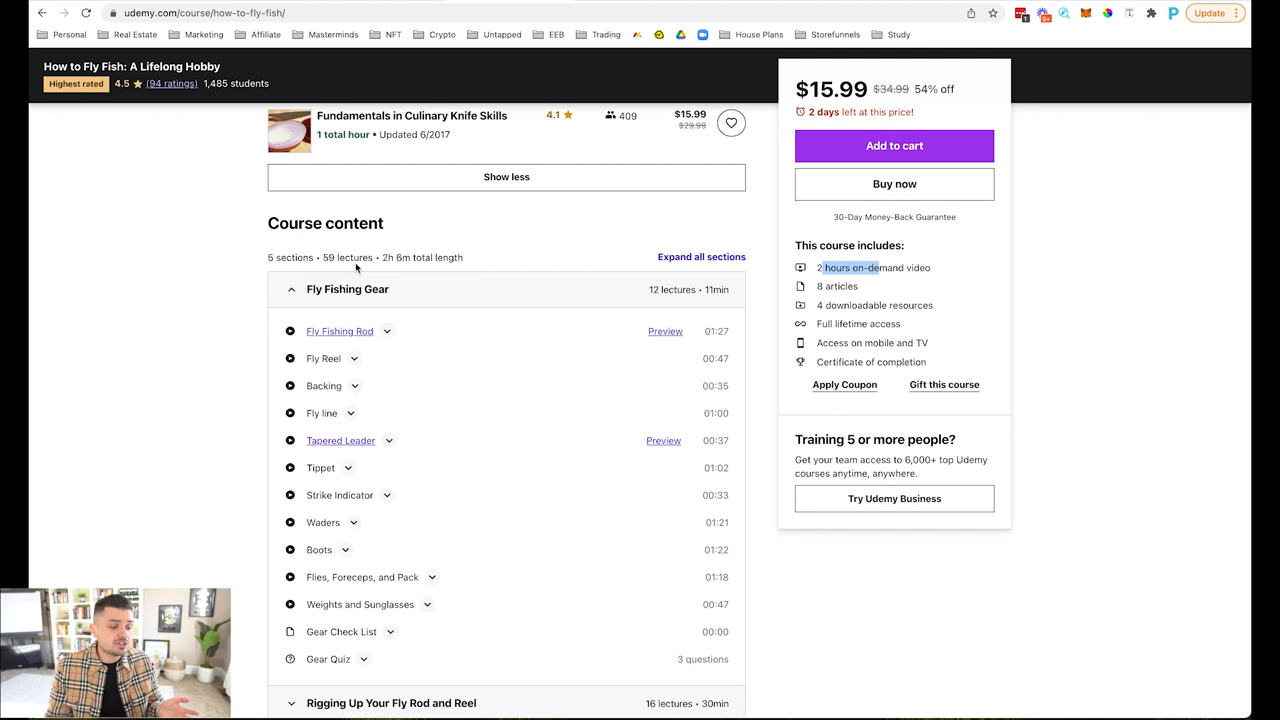 udemy.com/course/how-to-fly-fish/
Update
Personal
Real Estate
Marketing
Affiliate
Masterminds
NFT
Crypto
Untapped
EEB
Trading
House Plans
Storefunnels
Study
How to Fly Fish: A Lifelong Hobby
Highest rated 4.5 (94 ratings) 1,485 students
Fundamentals in Culinary Knife Skills 4.1 409 $15.99
1 total hour • Updated 6/2017 $29.99
Show less
Course content
5 sections • 59 lectures • 2h 6m total length Expand all sections
Fly Fishing Gear 12 lectures • 11min
Fly Fishing Rod Preview 01:27
Fly Reel 00:47
Backing 00:35
Fly line 01:00
Tapered Leader Preview 00:37
Tippet 01:02
Strike Indicator 00:33
Waders 01:21
Boots 01:22
Flies, Foreceps, and Pack 01:18
Weights and Sunglasses 00:47
Gear Check List 00:00
Gear Quiz 3 questions
Rigging Up Your Fly Rod and Reel 16 lectures • 30min
$15.99 $34.99 54% off
2 days left at this price!
Add to cart
Buy now
30-Day Money-Back Guarantee
This course includes:
2 hours on-demand video
8 articles
4 downloadable resources
Full lifetime access
Access on mobile and TV
Certificate of completion
Apply Coupon Gift this course
Training 5 or more people?
Get your team access to 6,000+ top Udemy
courses anytime, anywhere.
Try Udemy Business